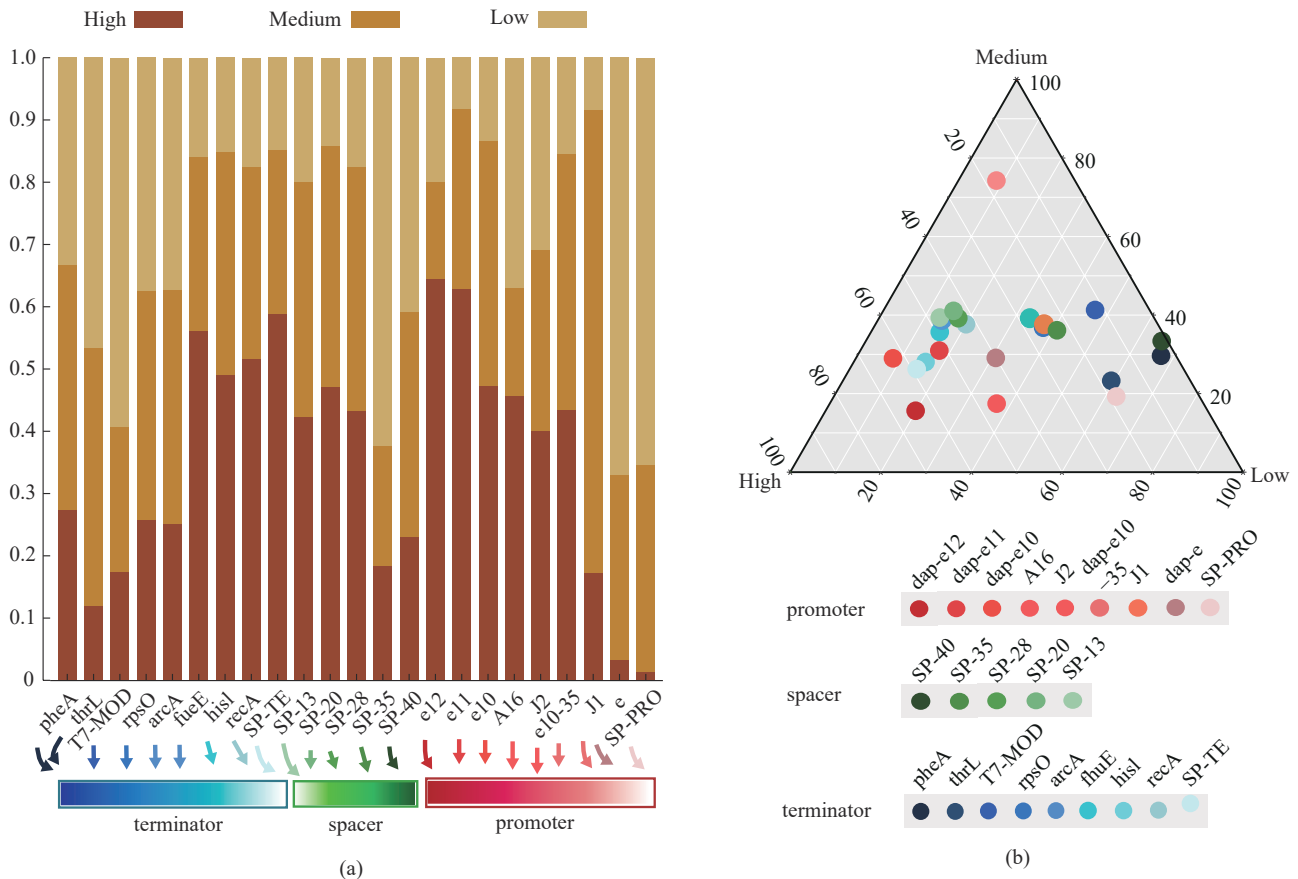 High
Medium
Low
1.0
0.9
0.8
0.7
0.6
0.5
0.4
0.3
0.2
0.1
0
pheA
thrL
T7-MOD
rpsO
arcA
fueE
hisl
recA
SP-TE
SP-13
SP-20
SP-28
SP-35
SP-40
e12
e11
e10
A16
J2
e10-35
J1
e
SP-PRO
terminator
spacer
promoter
(a)
Medium
100
20
80
40
60
60
40
80
20
100
High
Low
20
40
60
80
100
dap-e12
dap-e11
dap-e10
A16
J2
dap-e10
−35
J1
dap-e
SP-PRO
promoter
SP-40
SP-35
SP-28
SP-20
SP-13
spacer
pheA
thrL
T7-MOD
rpsO
arcA
fhuE
hisl
recA
SP-TE
terminator
(b)